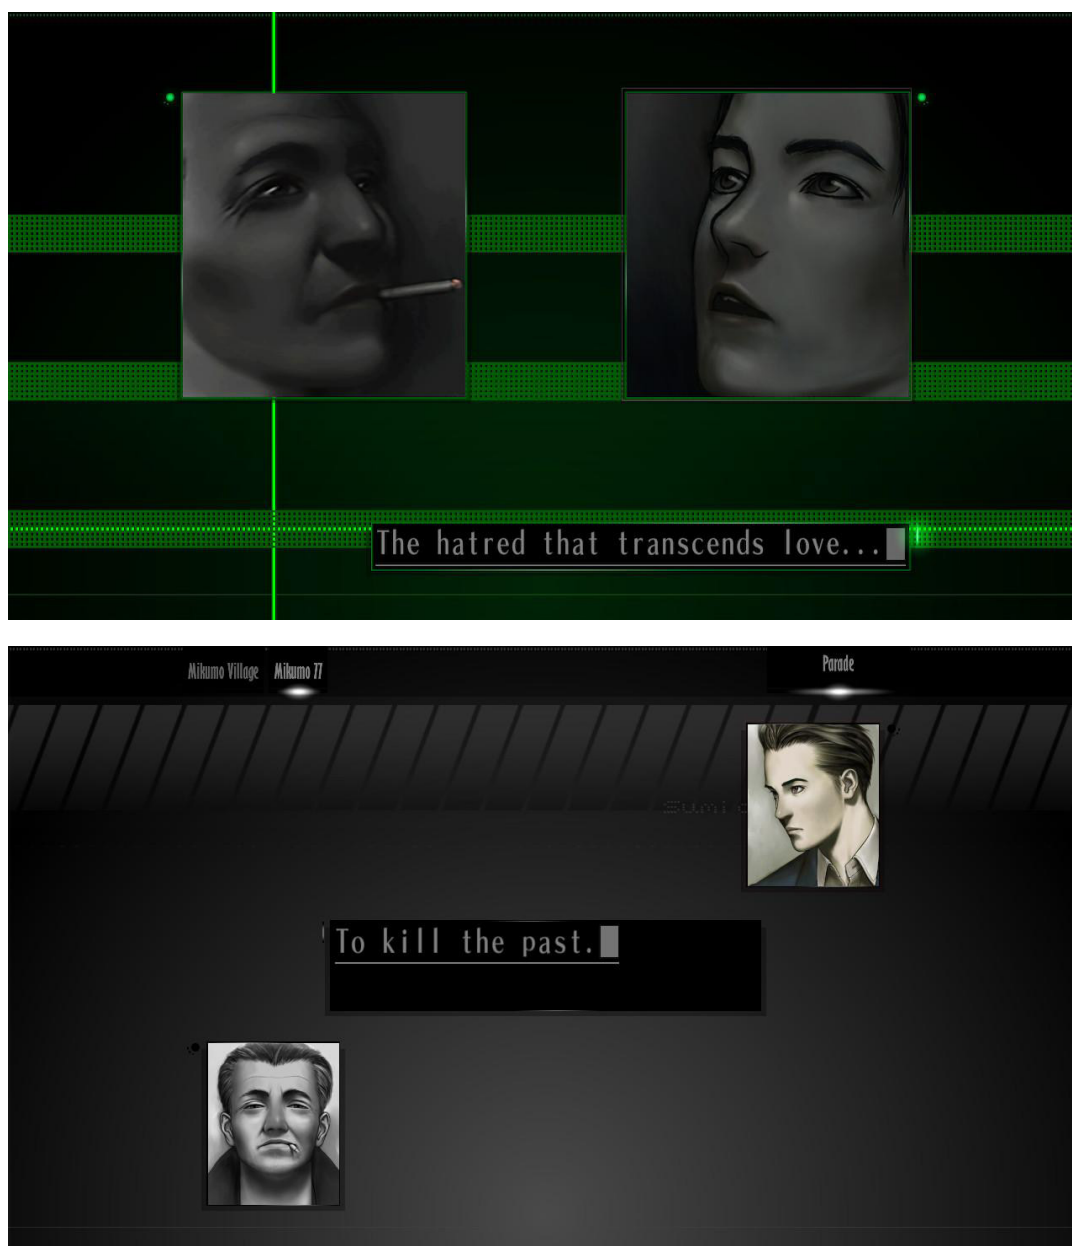 The hatred that transcends love...
Mikumo Village Mikumo 77 Parade
To kill the past.